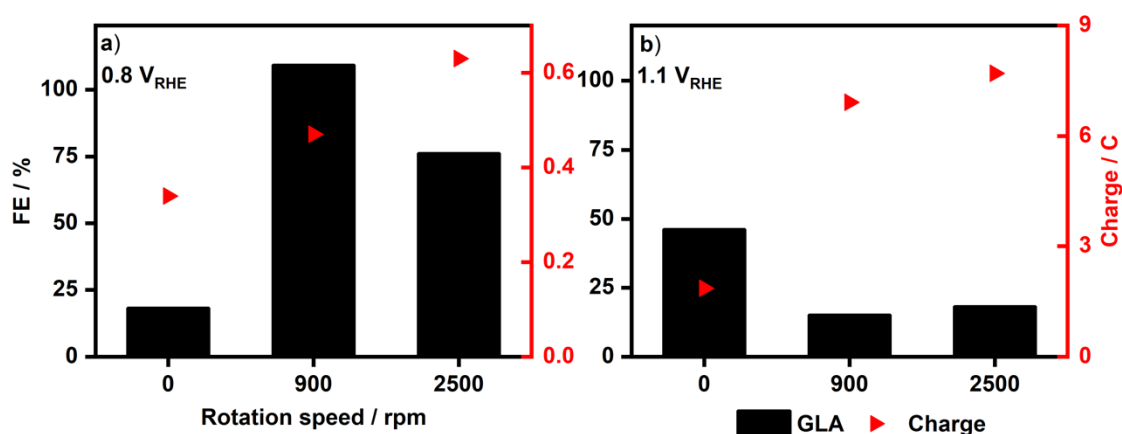 a)
0.8 VRHE
FE / %
100
75
50
25
0
0.6
0.4
0.2
0.0
0 900 2500
Rotation speed / rpm
b)
1.1 VRHE
100
75
50
25
0
9
6
3
0
Charge / C
0 900 2500
GLA Charge